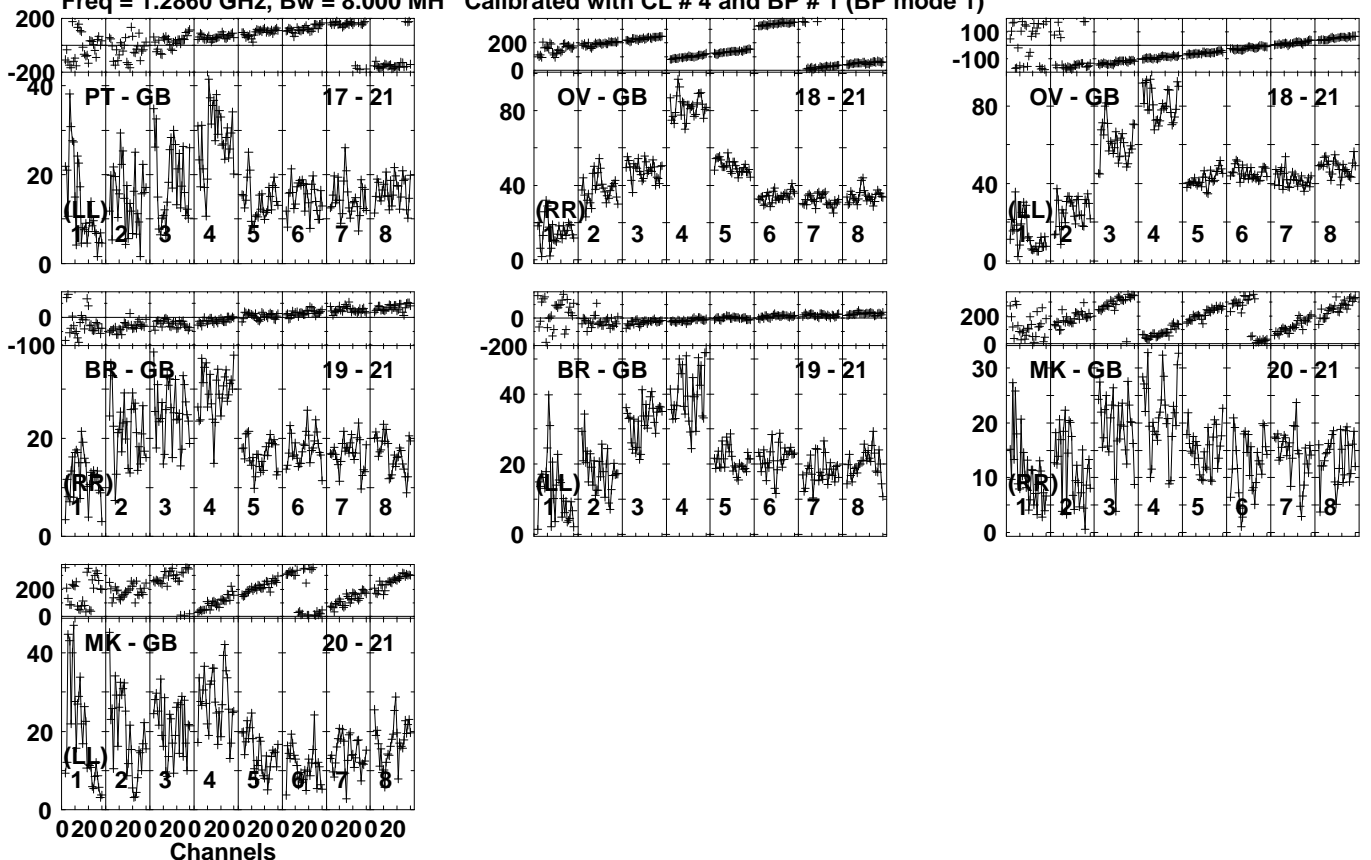 Freq = 1.2860 GHz, Bw = 8.000 MH Calibrated with CL # 4 and BP # 1 (BP mode 1)
200
-200
40
20
0
PT - GB 17 - 21
(LL)
1 2 3 4 5 6 7 8
200
0
80
40
0
OV - GB 18 - 21
(RR)
1 2 3 4 5 6 7 8
100
-100
80
40
0
OV - GB 18 - 21
(LL)
1 2 3 4 5 6 7 8
0
-100
20
0
BR - GB 19 - 21
(RR)
1 2 3 4 5 6 7 8
0
-200
40
20
0
BR - GB 19 - 21
(LL)
1 2 3 4 5 6 7 8
200
0
30
20
10
0
MK - GB 20 - 21
(RR)
1 2 3 4 5 6 7 8
200
0
40
20
0
MK - GB 20 - 21
(LL)
1 2 3 4 5 6 7 8
0 20 0 20 0 20 0 20 0 20 0 20 0 20 0 20
Channels